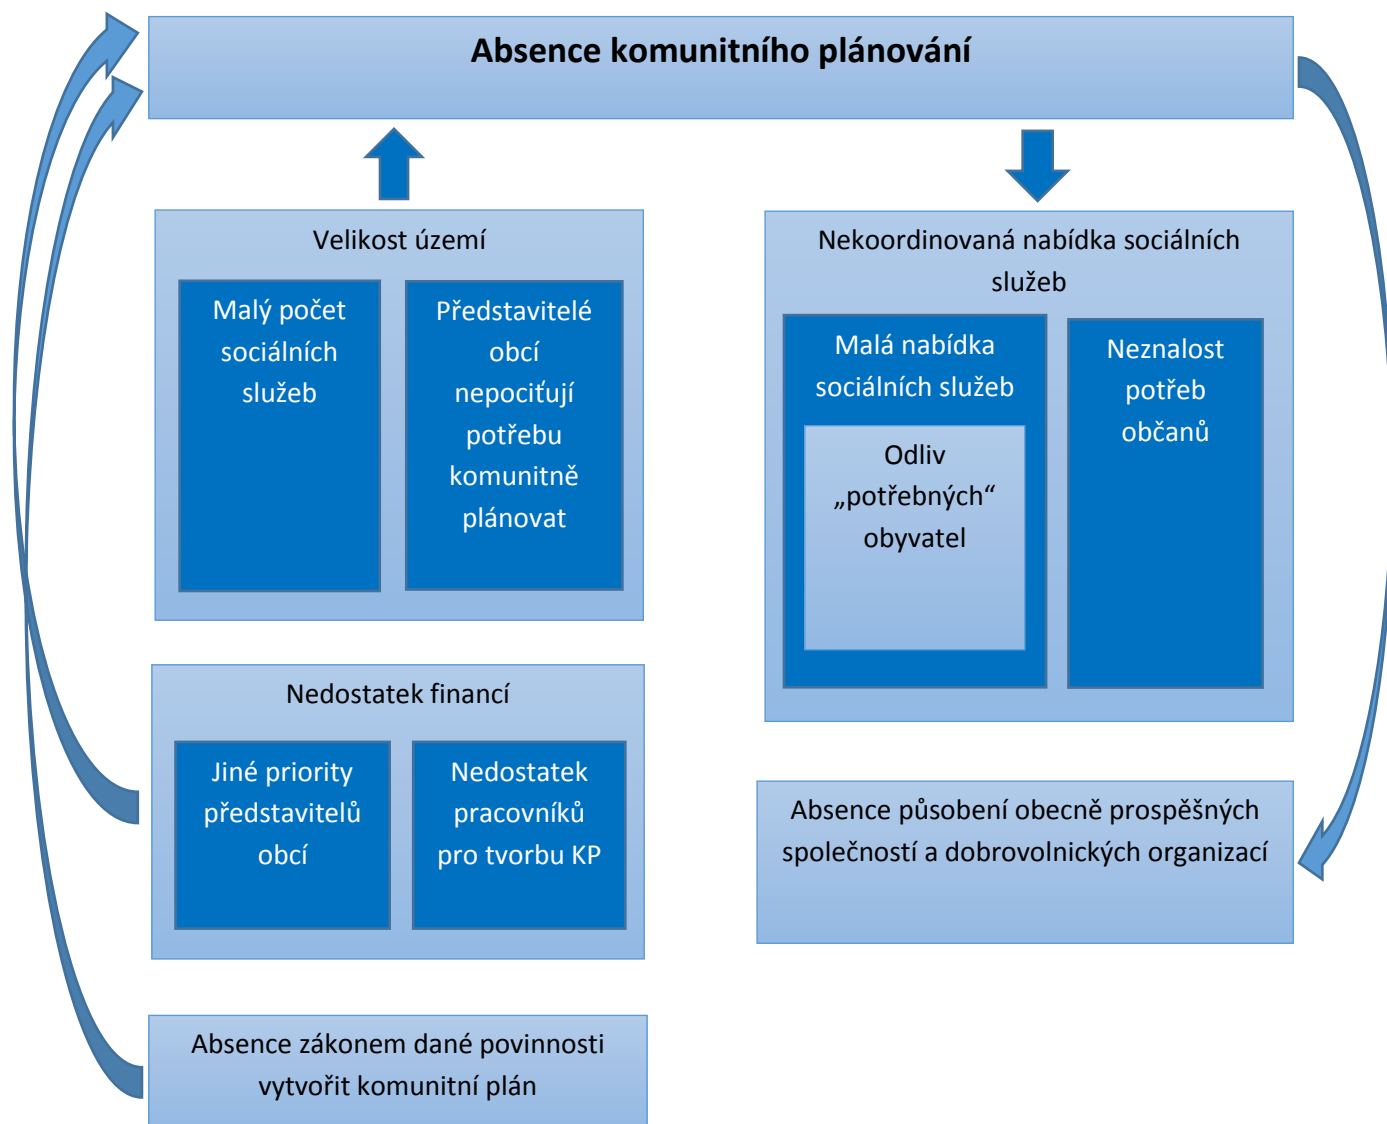 Absence komunitního plánování
Velikost území
Malý počet
sociálních
služeb
Představitelé
obcí
nepociťují
potřebu
komunitně
plánovat
Nedostatek financí
Jiné priority
představitelů
obcí
Nedostatek
pracovníků
pro tvorbu KP
Absence zákonem dané povinnosti
vytvořit komunitní plán
Nekoordinovaná nabídka sociálních
služeb
Malá nabídka
sociálních služeb
Odliv
„potřebných“
obyvatel
Neznalost
potřeb
občanů
Absence působení obecně prospěšných
společností a dobrovolnických organizací